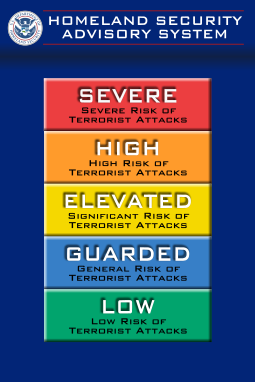 HOMELAND SECURITY
ADVISORY SYSTEM
SEVERE
SEVERE RISK OF
TERRORIST ATTACKS
HIGH
HIGH RISK OF
TERRORIST ATTACKS
ELEVATED
SIGNIFICANT RISK OF
TERRORIST ATTACKS
GUARDED
GENERAL RISK OF
TERRORIST ATTACKS
LOW
LOW RISK OF
TERRORIST ATTACKS